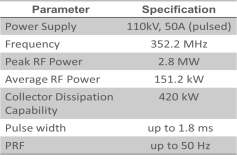 Parameter Specification
Power Supply 110kV, 50A (pulsed)
Frequency 352.2 MHz
Peak RF Power 2.8 MW
Average RF Power 151.2 kW
Collector Dissipation 420 kW
Capability
Pulse width up to 1.8 ms
PRF up to 50 Hz